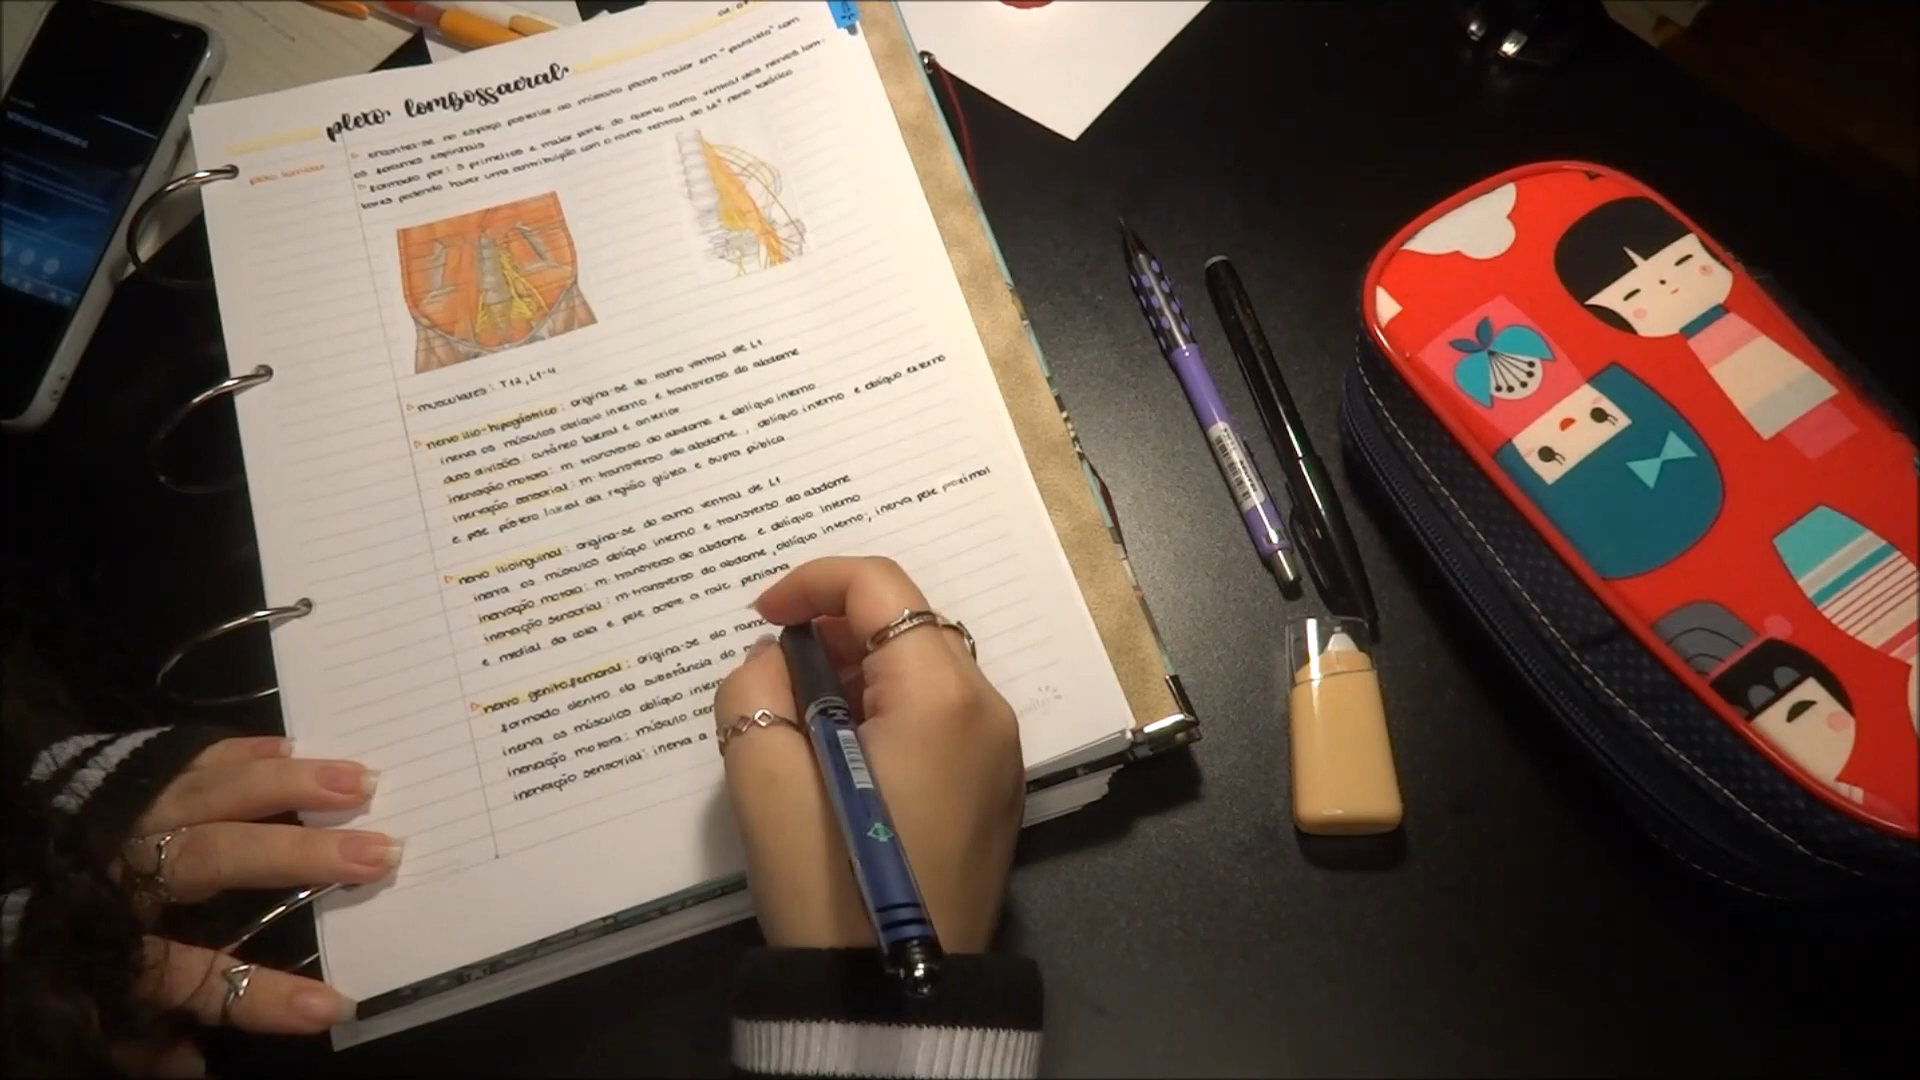 plexo lombossacral
plexo lombar
encontra-se no espaço posterior ao músculo psoas maior em "paralelo" com
os forames espinhais
formado por: 3 primeiros e maior parte do quarto ramo ventral dos nervos lom-
bares podendo haver uma contribuição com o ramo ventral do 12° nervo torácico
musculares: T12, L1-4
nervo ilio-hipogástrico: origina-se do ramo ventral de L1
inerva os músculos oblíquo interno e transverso do abdome
duas divisões: cutâneo lateral e anterior
inervação motora: m. transverso do abdome e oblíquo interno
inervação sensorial: m. transverso do abdome, oblíquo interno e oblíquo externo
e pele póstero lateral da região glútea e supra púbica
nervo ilioinguinal: origina-se do ramo ventral de L1
inerva os músculos oblíquo interno e transverso do abdome
inervação motora: m. transverso do abdome e oblíquo interno
inervação sensorial: m. transverso do abdome, oblíquo interno; inerva pele proximal
e medial da coxa e pele sobre a raiz peniana
nervo genitofemoral: origina-se do ramo
formado dentro da substância do
inerva os músculos oblíquo inter
inervação motora: músculo crem
inervação sensorial: inerva a